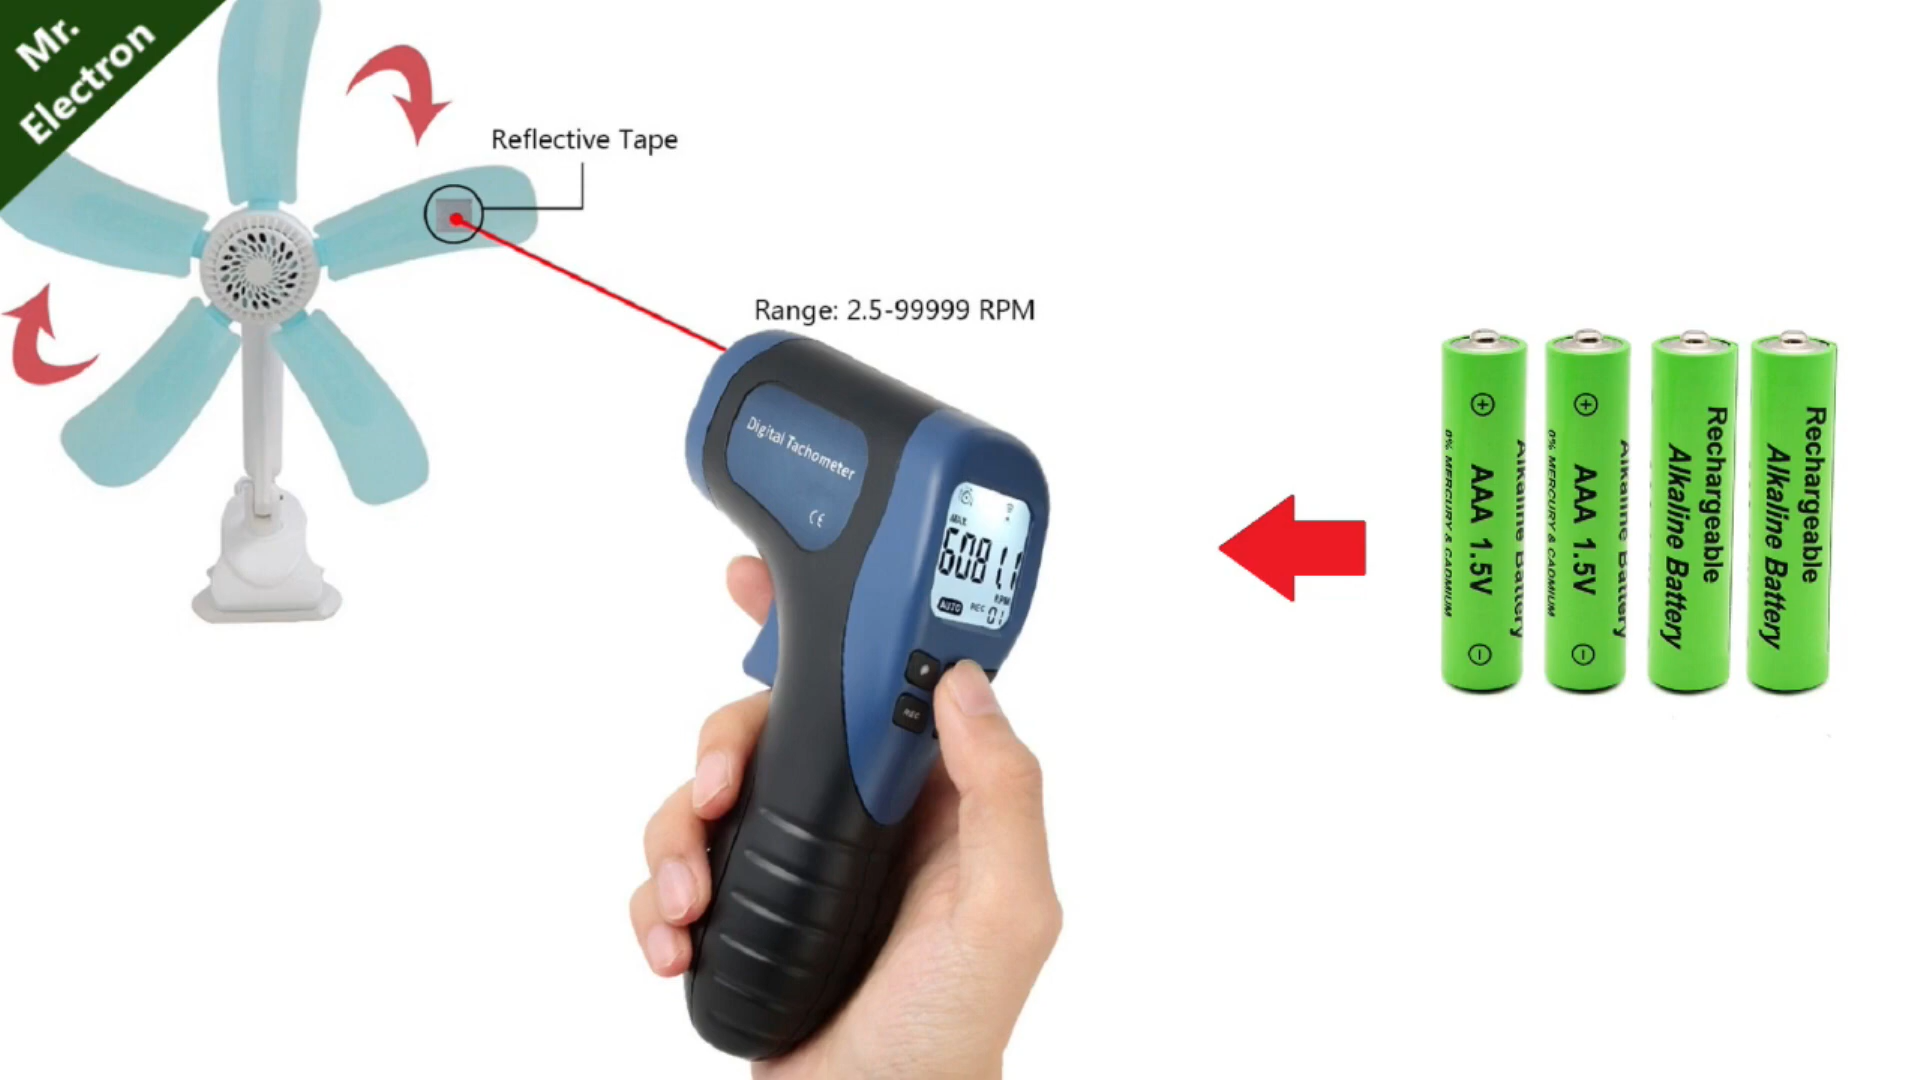 Mr.
Electron
Reflective Tape
Range: 2.5-99999 RPM
Digital Tachometer
CE
MAX
6081.1
RPM
AUTO REC 01
REC
AAA 1.5V
0% MERCURY & CADMIUM
Alkaline Battery
AAA 1.5V
0% MERCURY & CADMIUM
Alkaline Battery
Rechargeable
Alkaline Battery
Rechargeable
Alkaline Battery